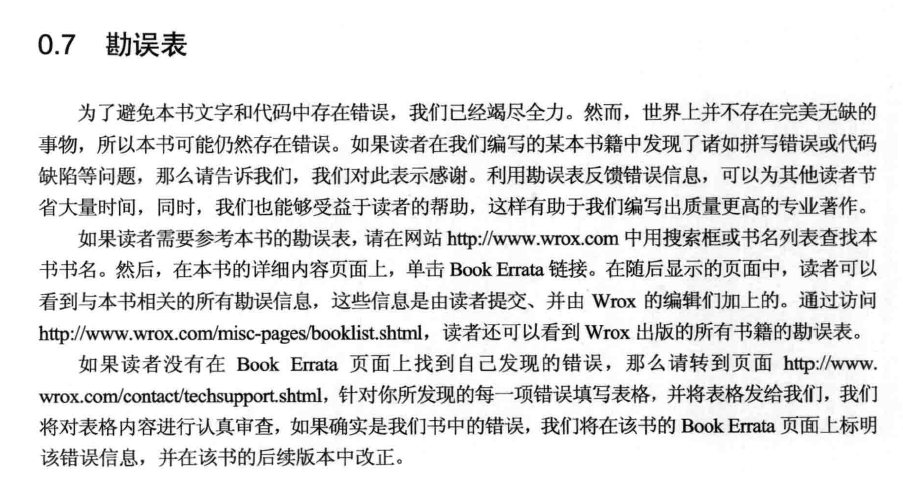 0.7 勘误表
为了避免本书文字和代码中存在错误，我们已经竭尽全力。然而，世界上并不存在完美无缺的
事物，所以本书可能仍然存在错误。如果读者在我们编写的某本书籍中发现了诸如拼写错误或代码
缺陷等问题，那么请告诉我们，我们对此表示感谢。利用勘误表反馈错误信息，可以为其他读者节
省大量时间，同时，我们也能够受益于读者的帮助，这样有助于我们编写出质量更高的专业著作。
如果读者需要参考本书的勘误表，请在网站 http://www.wrox.com 中用搜索框或书名列表查找本
书书名。然后，在本书的详细内容页面上，单击 Book Errata 链接。在随后显示的页面中，读者可以
看到与本书相关的所有勘误信息，这些信息是由读者提交、并由 Wrox 的编辑们加上的。通过访问
http://www.wrox.com/misc-pages/booklist.shtml，读者还可以看到 Wrox 出版的所有书籍的勘误表。
如果读者没有在 Book Errata 页面上找到自己发现的错误，那么请转到页面 http://www.
wrox.com/contact/techsupport.shtml，针对你所发现的每一项错误填写表格，并将表格发给我们，我们
将对表格内容进行认真审查，如果确实是我们书中的错误，我们将在该书的 Book Errata 页面上标明
该错误信息，并在该书的后续版本中改正。